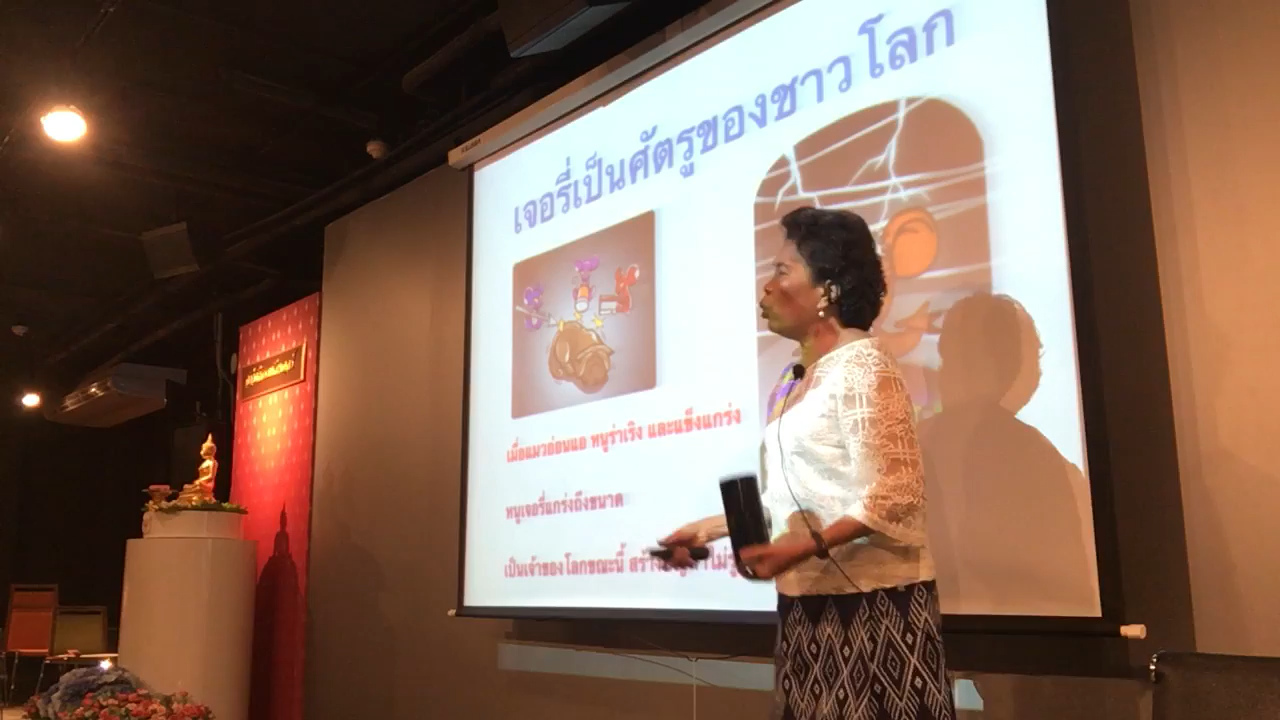 เจอรี่เป็นศัตรูของชาวโลก
เมื่อแมวอ่อนแอ หนูร่าเริง และแข็งแกร่ง
หนูเจอรี่แกร่งถึงขนาด
เป็นเจ้าของโลกขณะนี้